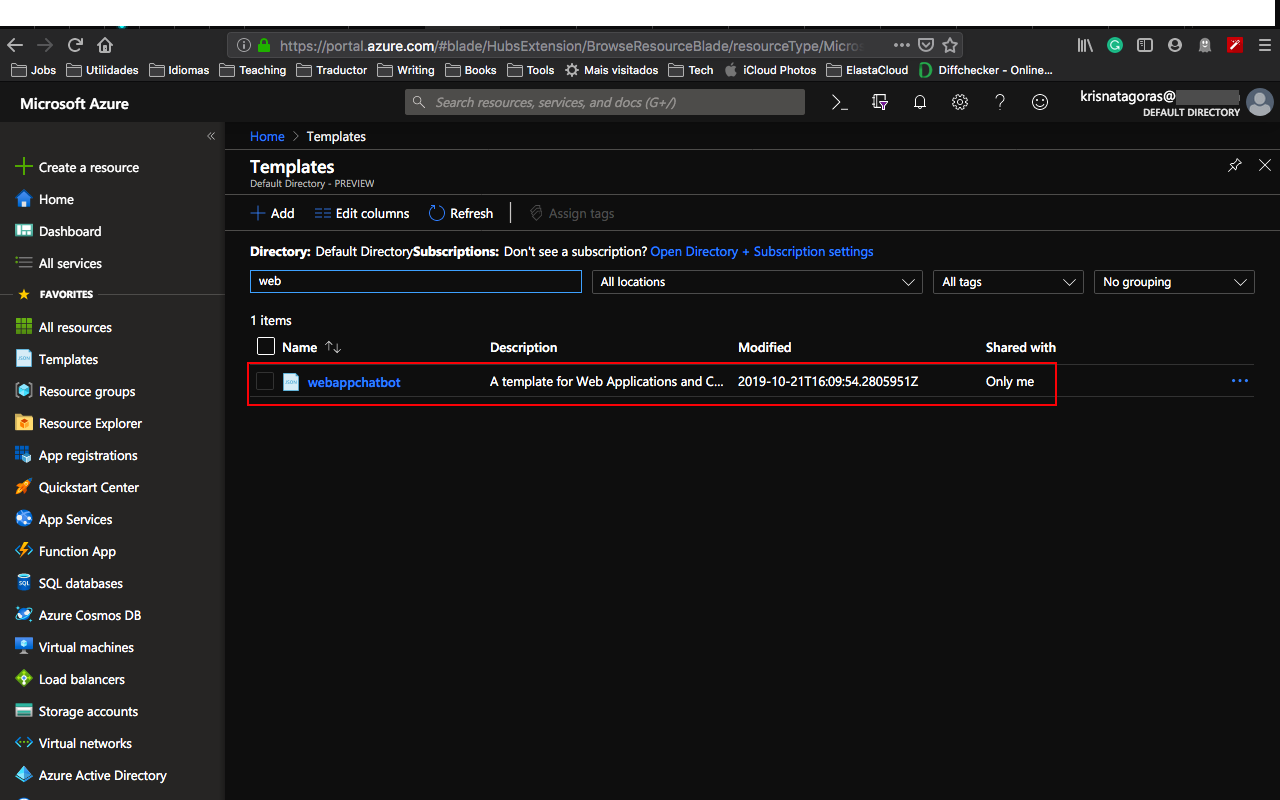 https://portal.azure.com/#blade/HubsExtension/BrowseResourceBlade/resourceType/Micros
Jobs Utilidades Idiomas Teaching Traductor Writing Books Tools Más visitados Tech iCloud Photos ElastaCloud Diffchecker - Online...
Microsoft Azure
Search resources, services, and docs (G+/)
krisnatagoras@
DEFAULT DIRECTORY
«
Create a resource
Home
Dashboard
All services
FAVORITES
All resources
Templates
Resource groups
Resource Explorer
App registrations
Quickstart Center
App Services
Function App
SQL databases
Azure Cosmos DB
Virtual machines
Load balancers
Storage accounts
Virtual networks
Azure Active Directory
Home > Templates
Templates
Default Directory - PREVIEW
Add Edit columns Refresh Assign tags
Directory: Default DirectorySubscriptions: Don't see a subscription? Open Directory + Subscription settings
web All locations All tags No grouping
1 items
Name Description Modified Shared with
webappchatbot A template for Web Applications and C... 2019-10-21T16:09:54.2805951Z Only me